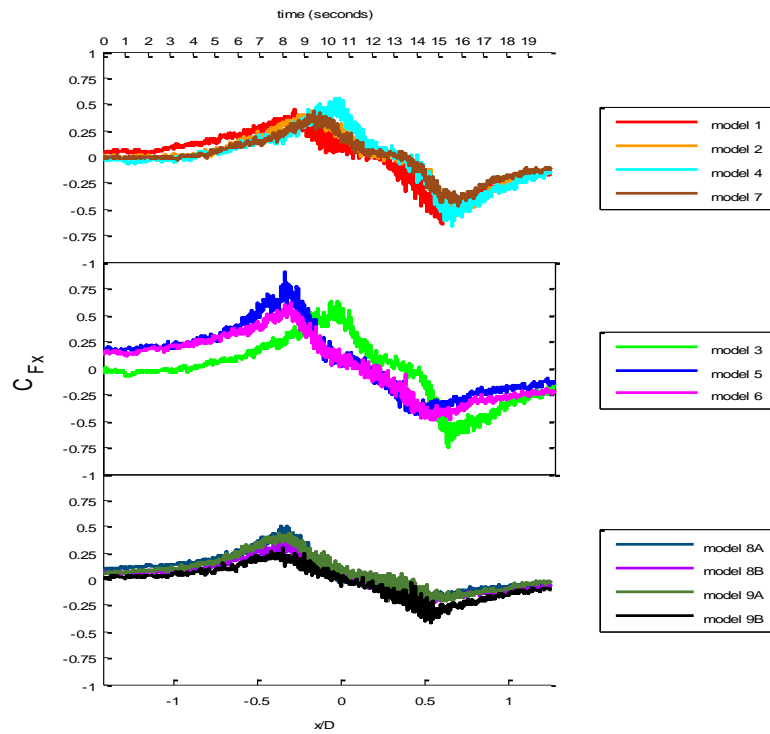 time (seconds)
0 1 2 3 4 5 6 7 8 9 10 11 12 13 14 15 16 17 18 19
1
0.75
0.5
0.25
0
-0.25
-0.5
-0.75
-1
model 1
model 2
model 4
model 7
0.75
0.5
0.25
0
-0.25
-0.5
-0.75
-1
C_Fx
model 3
model 5
model 6
0.75
0.5
0.25
0
-0.25
-0.5
-0.75
-1
model 8A
model 8B
model 9A
model 9B
-1 -0.5 0 0.5 1
x/D